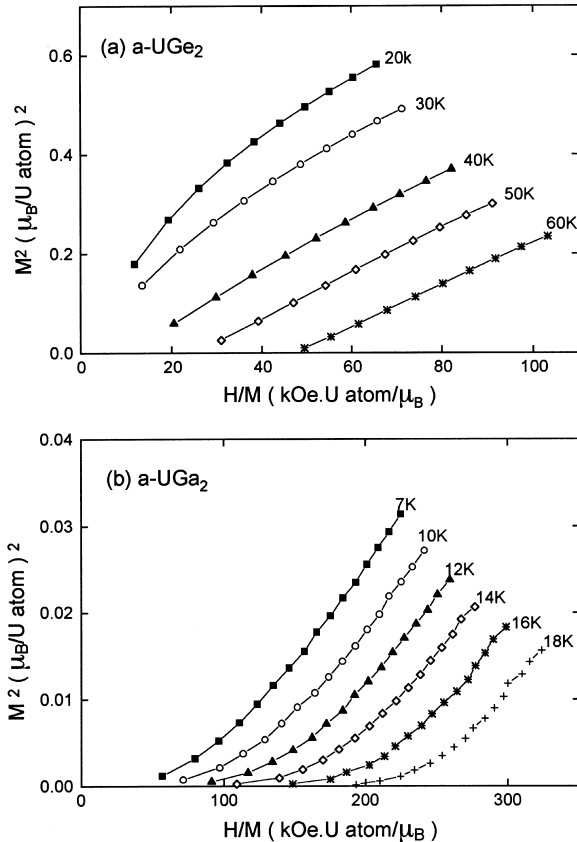 (a) a-UGe2
20k
30K
40K
50K
60K
0.6
0.4
0.2
0.0
M² ( μB/U atom ) ²
0 20 40 60 80 100
H/M ( kOe.U atom/μB )
(b) a-UGa2
7K
10K
12K
14K
16K
18K
0.04
0.03
0.02
0.01
0.00
M² ( μB/U atom ) ²
0 100 200 300
H/M ( kOe.U atom/μB )